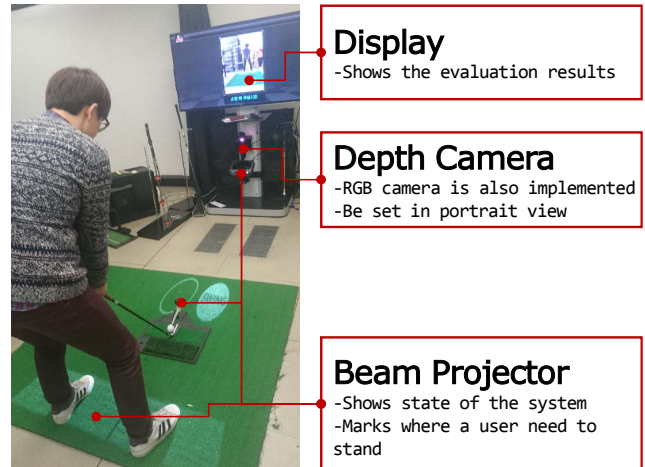 Display
-Shows the evaluation results
Depth Camera
-RGB camera is also implemented
-Be set in portrait view
SWING
Beam Projector
-Shows state of the system
-Marks where a user need to
stand